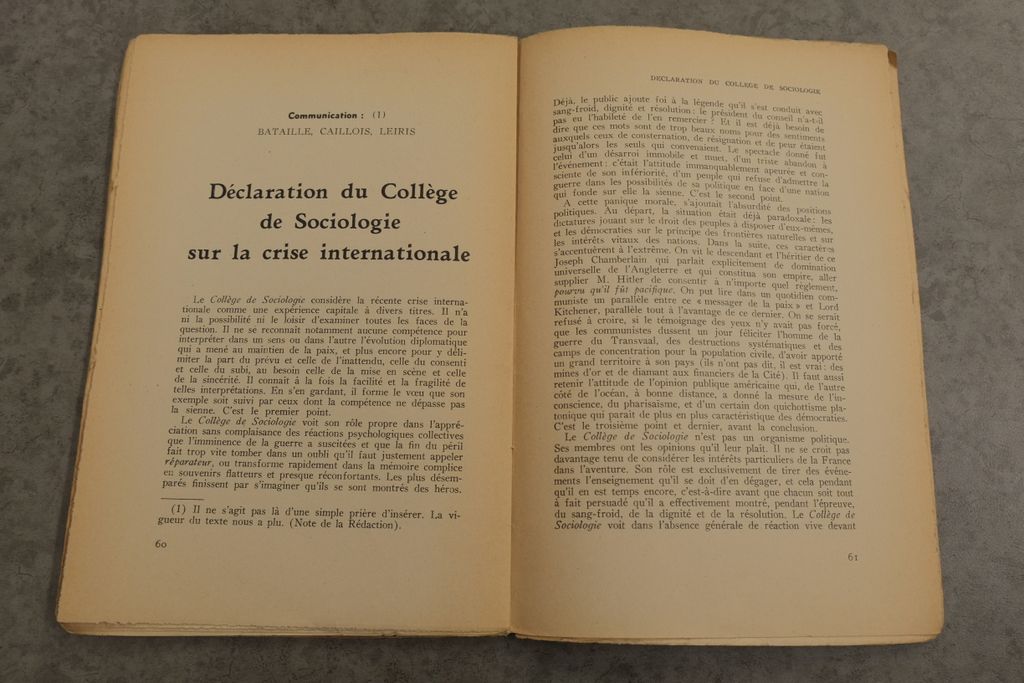 Communication : (1)
BATAILLE, CAILLOIS, LEIRIS
Déclaration du Collège
de Sociologie
sur la crise internationale
Le Collège de Sociologie considère la récente crise interna-
tionale comme une expérience capitale à divers titres. Il n'a
ni la possibilité ni le loisir d'examiner toutes les faces de la
question. Il ne se reconnait notamment aucune compétence pour
interpréter dans un sens ou dans l'autre l'évolution diplomatique
qui a mené au maintien de la paix, et plus encore pour y déli-
miter la part du prévu et celle de l'inattendu, celle du consenti
et celle du subi, au besoin celle de la mise en scène et celle
de la sincérité. Il connait à la fois la facilité et la fragilité de
telles interprétations. En s'en gardant, il forme le vœu que son
exemple soit suivi par ceux dont la compétence ne dépasse pas
la sienne. C'est le premier point.
Le Collège de Sociologie voit son rôle propre dans l'appré-
ciation sans complaisance des réactions psychologiques collectives
que l'imminence de la guerre a suscitées et que la fin du péril
fait trop vite tomber dans un oubli qu'il faut justement appeler
réparateur, ou transforme rapidement dans la mémoire complice
en souvenirs flatteurs et presque réconfortants. Les plus désem-
parés finissent par s'imaginer qu'ils se sont montrés des héros.
(1) Il ne s'agit pas là d'une simple prière d'insérer. La vi-
gueur du texte nous a plu. (Note de la Rédaction).
60
DECLARATION DU COLLEGE DE SOCIOLOGIE
Déjà, le public ajoute foi à la légende qu'il s'est conduit avec
sang-froid, dignité et résolution : le président du conseil n'a-t-il
pas eu l'habileté de l'en remercier ? Et il est déjà besoin de
dire que ces mots sont de trop beaux noms pour des sentiments
auxquels ceux de consternation, de résignation et de peur étaient
jusqu'alors les seuls qui convenaient. Le spectacle donné fut
celui d'un désarroi immobile et muet, d'un triste abandon à
l'événement : c'était l'attitude immanquablement apeurée et con-
sciente de son infériorité, d'un peuple qui refuse d'admettre la
guerre dans les possibilités de sa politique en face d'une nation
qui fonde sur elle la sienne. C'est le second point.
A cette panique morale, s'ajoutait l'absurdité des positions
politiques. Au départ, la situation était déjà paradoxale : les
dictatures jouant sur le droit des peuples à disposer d'eux-mêmes,
et les démocraties sur le principe des frontières naturelles et sur
les intérêts vitaux des nations. Dans la suite, ces caractères
s'accentuèrent à l'extrême. On vit le descendant et l'héritier de ce
Joseph Chamberlain qui parlait explicitement de domination
universelle de l'Angleterre et qui constitua son empire, aller
supplier M. Hitler de consentir à n'importe quel règlement,
pourvu qu'il fût pacifique. On put lire dans un quotidien com-
muniste un parallèle entre ce « messager de la paix » et Lord
Kitchener, parallèle tout à l'avantage de ce dernier. On se serait
refusé à croire, si le témoignage des yeux n'y avait pas forcé,
que les communistes dussent un jour féliciter l'homme de la
guerre du Transvaal, des destructions systématiques et des
camps de concentration pour la population civile, d'avoir apporté
un grand territoire à son pays (ils n'ont pas dit, il est vrai : des
mines d'or et de diamant aux financiers de la Cité). Il faut aussi
retenir l'attitude de l'opinion publique américaine qui, de l'autre
côté de l'océan, à bonne distance, a donné la mesure de l'in-
conscience, du pharisaïsme, et d'un certain don quichottisme pla-
tonique qui parait de plus en plus caractéristique des démocraties.
C'est le troisième point et dernier, avant la conclusion.
Le Collège de Sociologie n'est pas un organisme politique.
Ses membres ont les opinions qu'il leur plaît. Il ne se croit pas
davantage tenu de considérer les intérêts particuliers de la France
dans l'aventure. Son rôle est exclusivement de tirer des événe-
ments l'enseignement qu'il se doit d'en dégager, et cela pendant
qu'il en est temps encore, c'est-à-dire avant que chacun soit tout
à fait persuadé qu'il a effectivement montré, pendant l'épreuve,
du sang-froid, de la dignité et de la résolution. Le Collège de
Sociologie voit dans l'absence générale de réaction vive devant
61